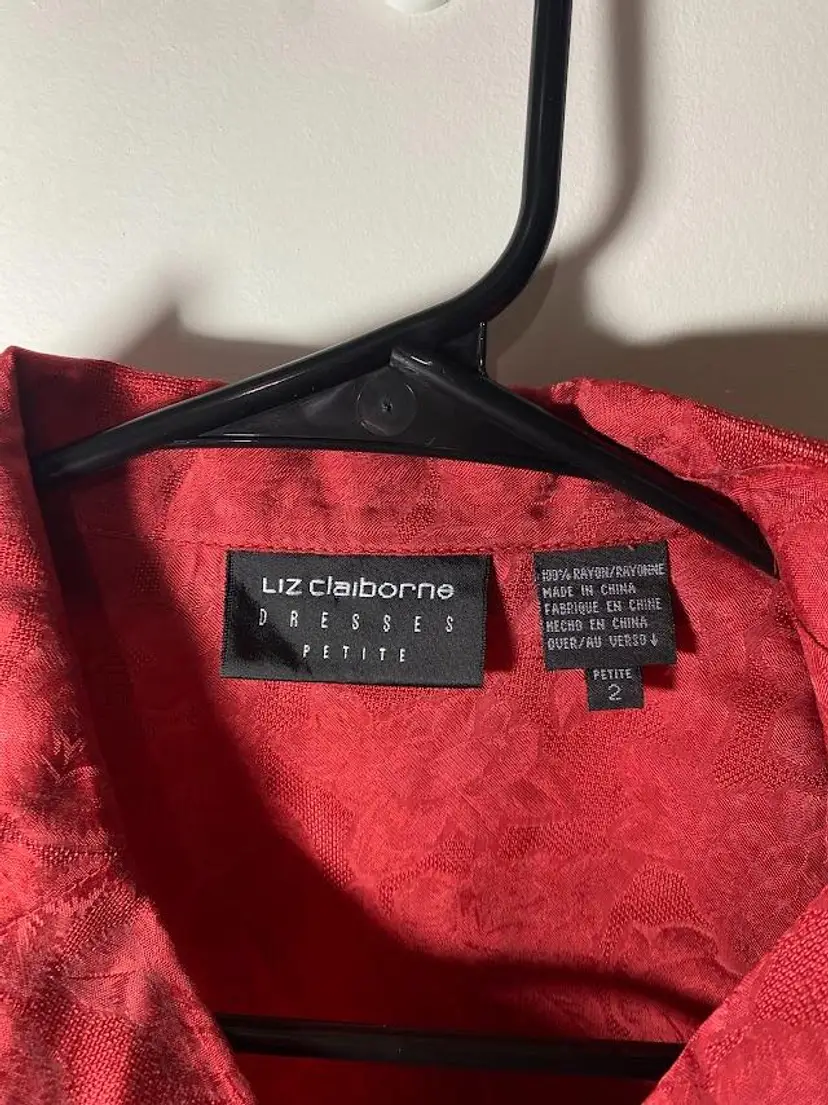 Liz claiborne
DRESSES
PETITE
100% RAYON/RAYONNE
MADE IN CHINA
FABRIQUE EN CHINE
HECHO EN CHINA
OVER/AU VERSO↓
PETITE
2